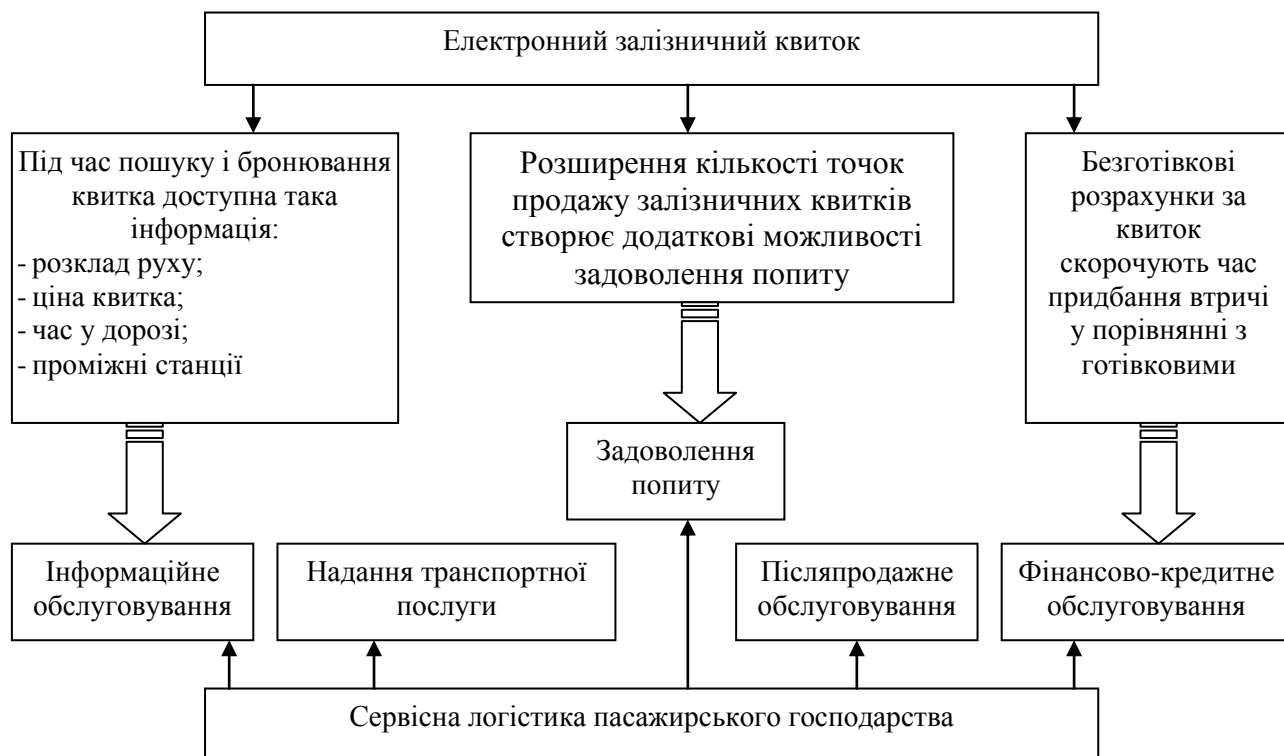 Електронний залізничний квиток
Під час пошуку і бронювання
квитка доступна така
інформація:
- розклад руху;
- ціна квитка;
- час у дорозі;
- проміжні станції
Розширення кількості точок
продажу залізничних квитків
створює додаткові можливості
задоволення попиту
Безготівкові
розрахунки за
квиток
скорочують час
придбання втричі
у порівнянні з
готівковими
Задоволення
попиту
Інформаційне
обслуговування
Надання транспортної
послуги
Післяпродажне
обслуговування
Фінансово-кредитне
обслуговування
Сервісна логістика пасажирського господарства